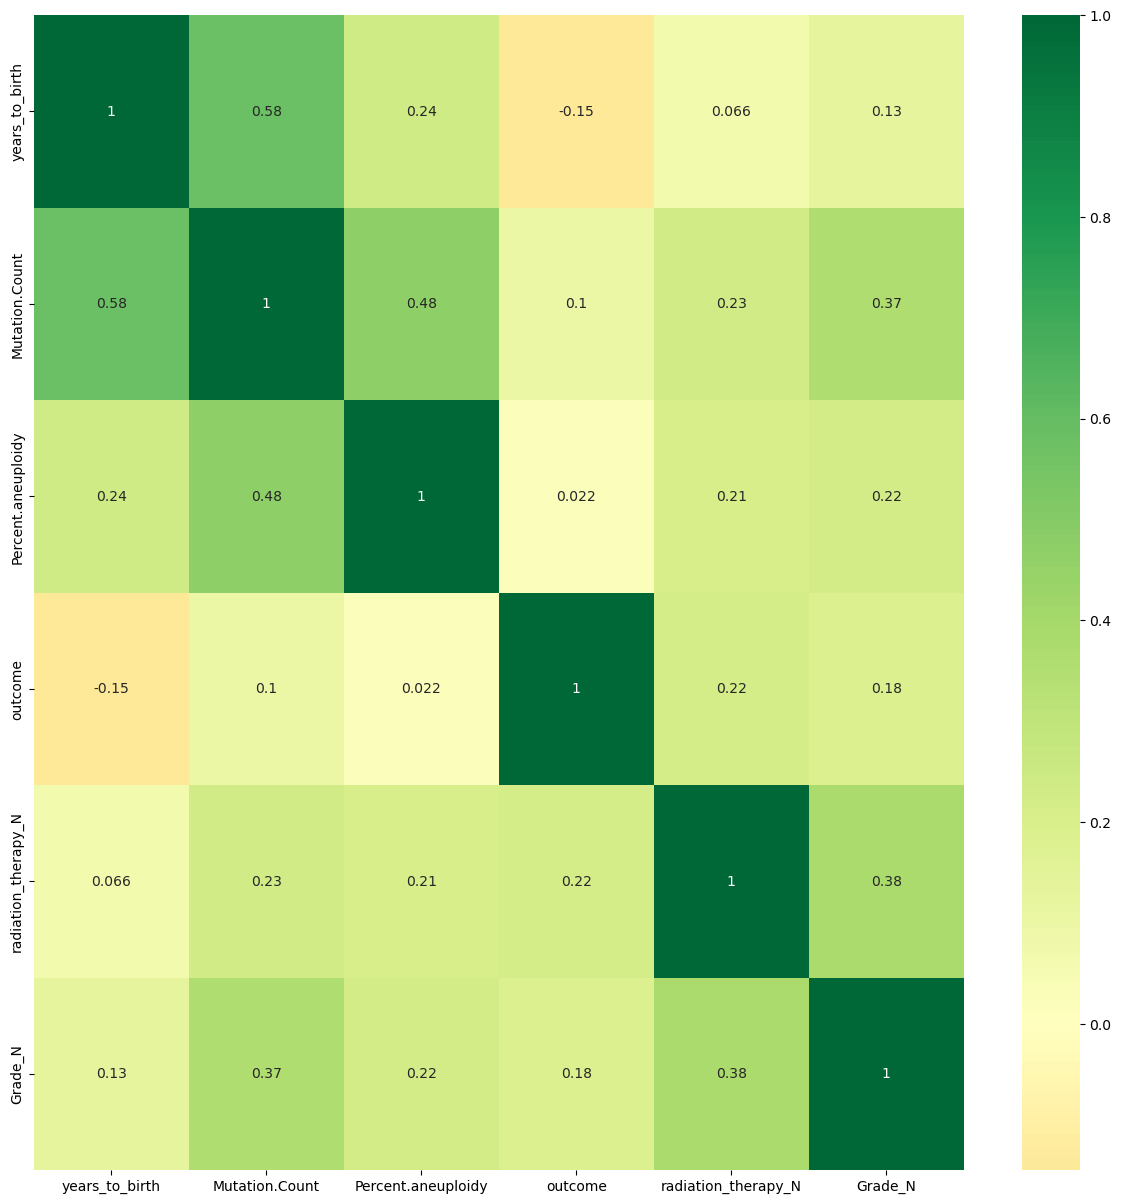 years_to_birth 1 0.58 0.24 -0.15 0.066 0.13
Mutation.Count 0.58 1 0.48 0.1 0.23 0.37
Percent.aneuploidy 0.24 0.48 1 0.022 0.21 0.22
outcome -0.15 0.1 0.022 1 0.22 0.18
radiation_therapy_N 0.066 0.23 0.21 0.22 1 0.38
Grade_N 0.13 0.37 0.22 0.18 0.38 1
years_to_birth Mutation.Count Percent.aneuploidy outcome radiation_therapy_N Grade_N
1.0
0.8
0.6
0.4
0.2
0.0